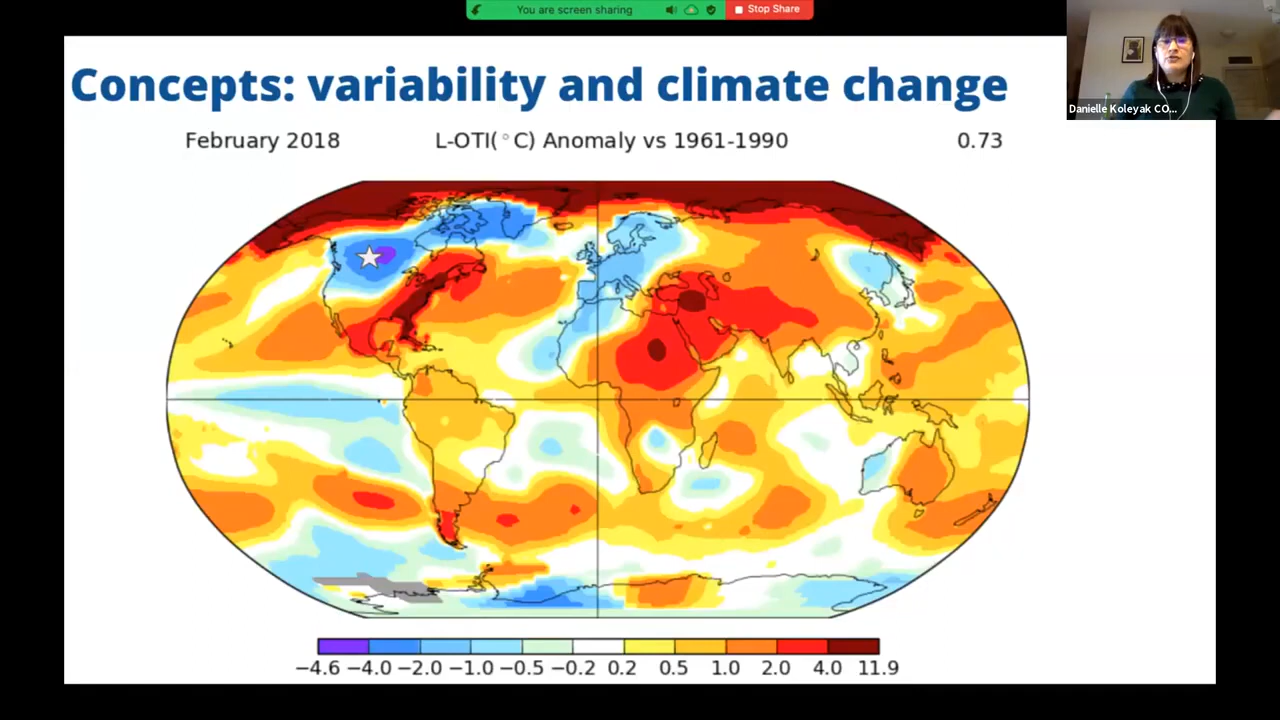 You are screen sharing
Stop Share
Danielle Koleyak CO...
Concepts: variability and climate change
February 2018 L-OTI(°C) Anomaly vs 1961-1990 0.73
−4.6 −4.0 −2.0 −1.0 −0.5 −0.2 0.2 0.5 1.0 2.0 4.0 11.9